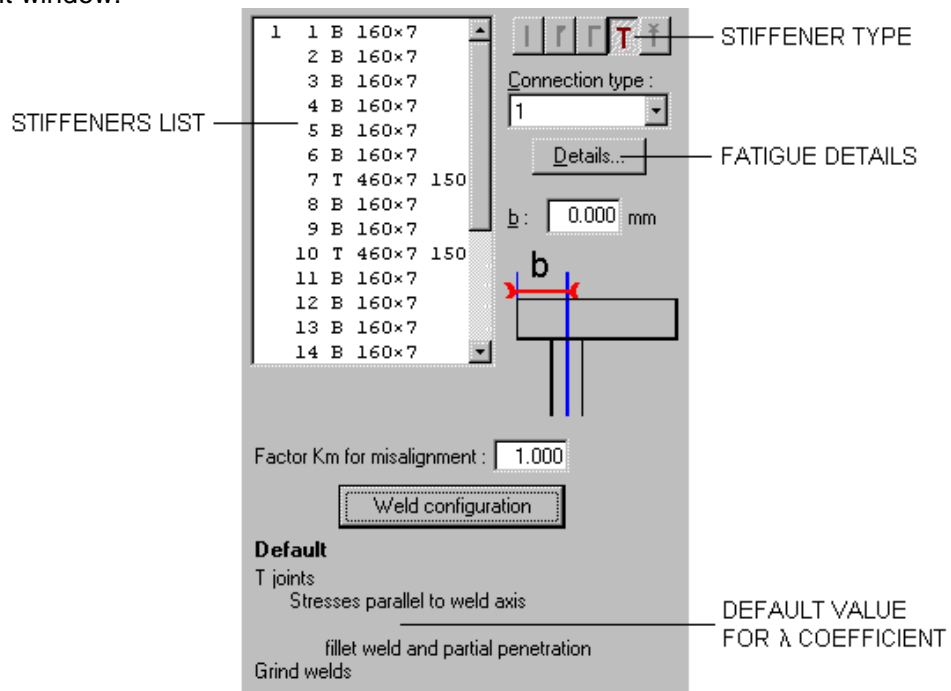 1 1 B 160×7
2 B 160×7
3 B 160×7
4 B 160×7
5 B 160×7
6 B 160×7
7 T 460×7 150
8 B 160×7
9 B 160×7
10 T 460×7 150
11 B 160×7
12 B 160×7
13 B 160×7
14 B 160×7
STIFFENERS LIST
T
STIFFENER TYPE
Connection type :
1
Details...
FATIGUE DETAILS
b : 0.000 mm
b
Factor Km for misalignment : 1.000
Weld configuration
Default
T joints
Stresses parallel to weld axis
fillet weld and partial penetration
Grind welds
DEFAULT VALUE
FOR λ COEFFICIENT